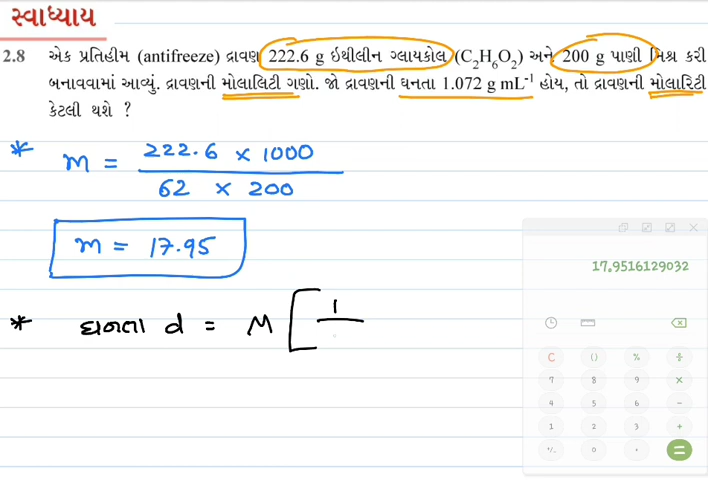 સ્વાધ્યાય
2.8 એક પ્રતિહીમ (antifreeze) દ્રાવણ 222.6 g ઇથીલીન ગ્લાયકોલ (C₂H₆O₂) અને 200 g પાણી મિશ્ર કરી
બનાવવામાં આવ્યું. દ્રાવણની મોલાલિટી ગણો. જો દ્રાવણની ઘનતા 1.072 g mL⁻¹ હોય, તો દ્રાવણની મોલારિટી
કેટલી થશે ?
* m = 222.6 × 1000
62 × 200
m = 17.95
17.9516129032
* ઘનતા d = M [ 1
C () % ÷
7 8 9 ×
4 5 6 −
1 2 3 +
+/- 0 . =